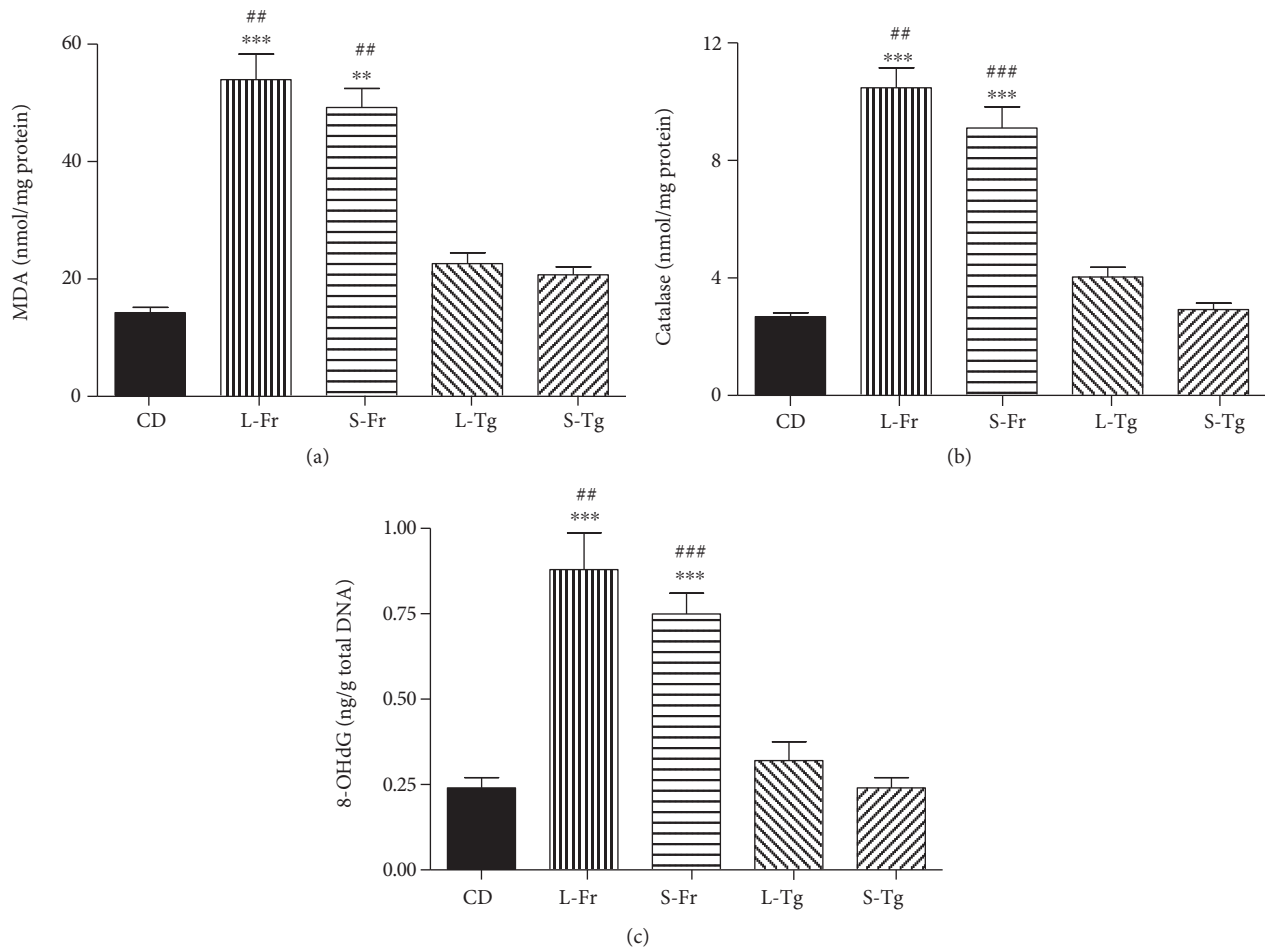 MDA (nmol/mg protein)
60
40
20
0
##
***
##
**
CD L-Fr S-Fr L-Tg S-Tg
(a)
Catalase (nmol/mg protein)
12
8
4
0
##
***
###
***
CD L-Fr S-Fr L-Tg S-Tg
(b)
8-OHdG (ng/g total DNA)
1.00
0.75
0.50
0.25
0.00
##
***
###
***
CD L-Fr S-Fr L-Tg S-Tg
(c)